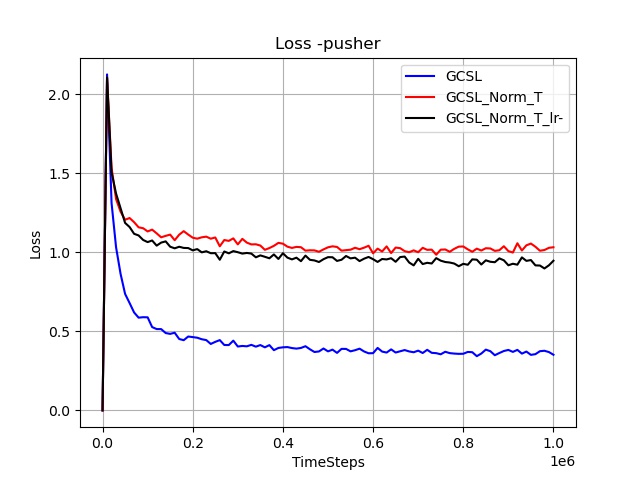 Loss -pusher
GCSL
GCSL_Norm_T
GCSL_Norm_T_lr-
Loss
2.0
1.5
1.0
0.5
0.0
0.0 0.2 0.4 0.6 0.8 1.0
1e6
TimeSteps